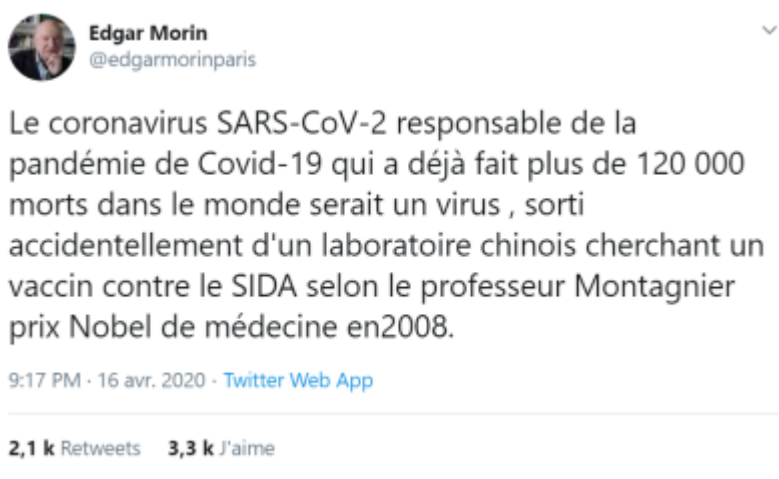 Edgar Morin
@edgarmorinparis
Le coronavirus SARS-CoV-2 responsable de la
pandémie de Covid-19 qui a déjà fait plus de 120 000
morts dans le monde serait un virus , sorti
accidentellement d'un laboratoire chinois cherchant un
vaccin contre le SIDA selon le professeur Montagnier
prix Nobel de médecine en2008.
9:17 PM · 16 avr. 2020 · Twitter Web App
2,1 k Retweets 3,3 k J'aime